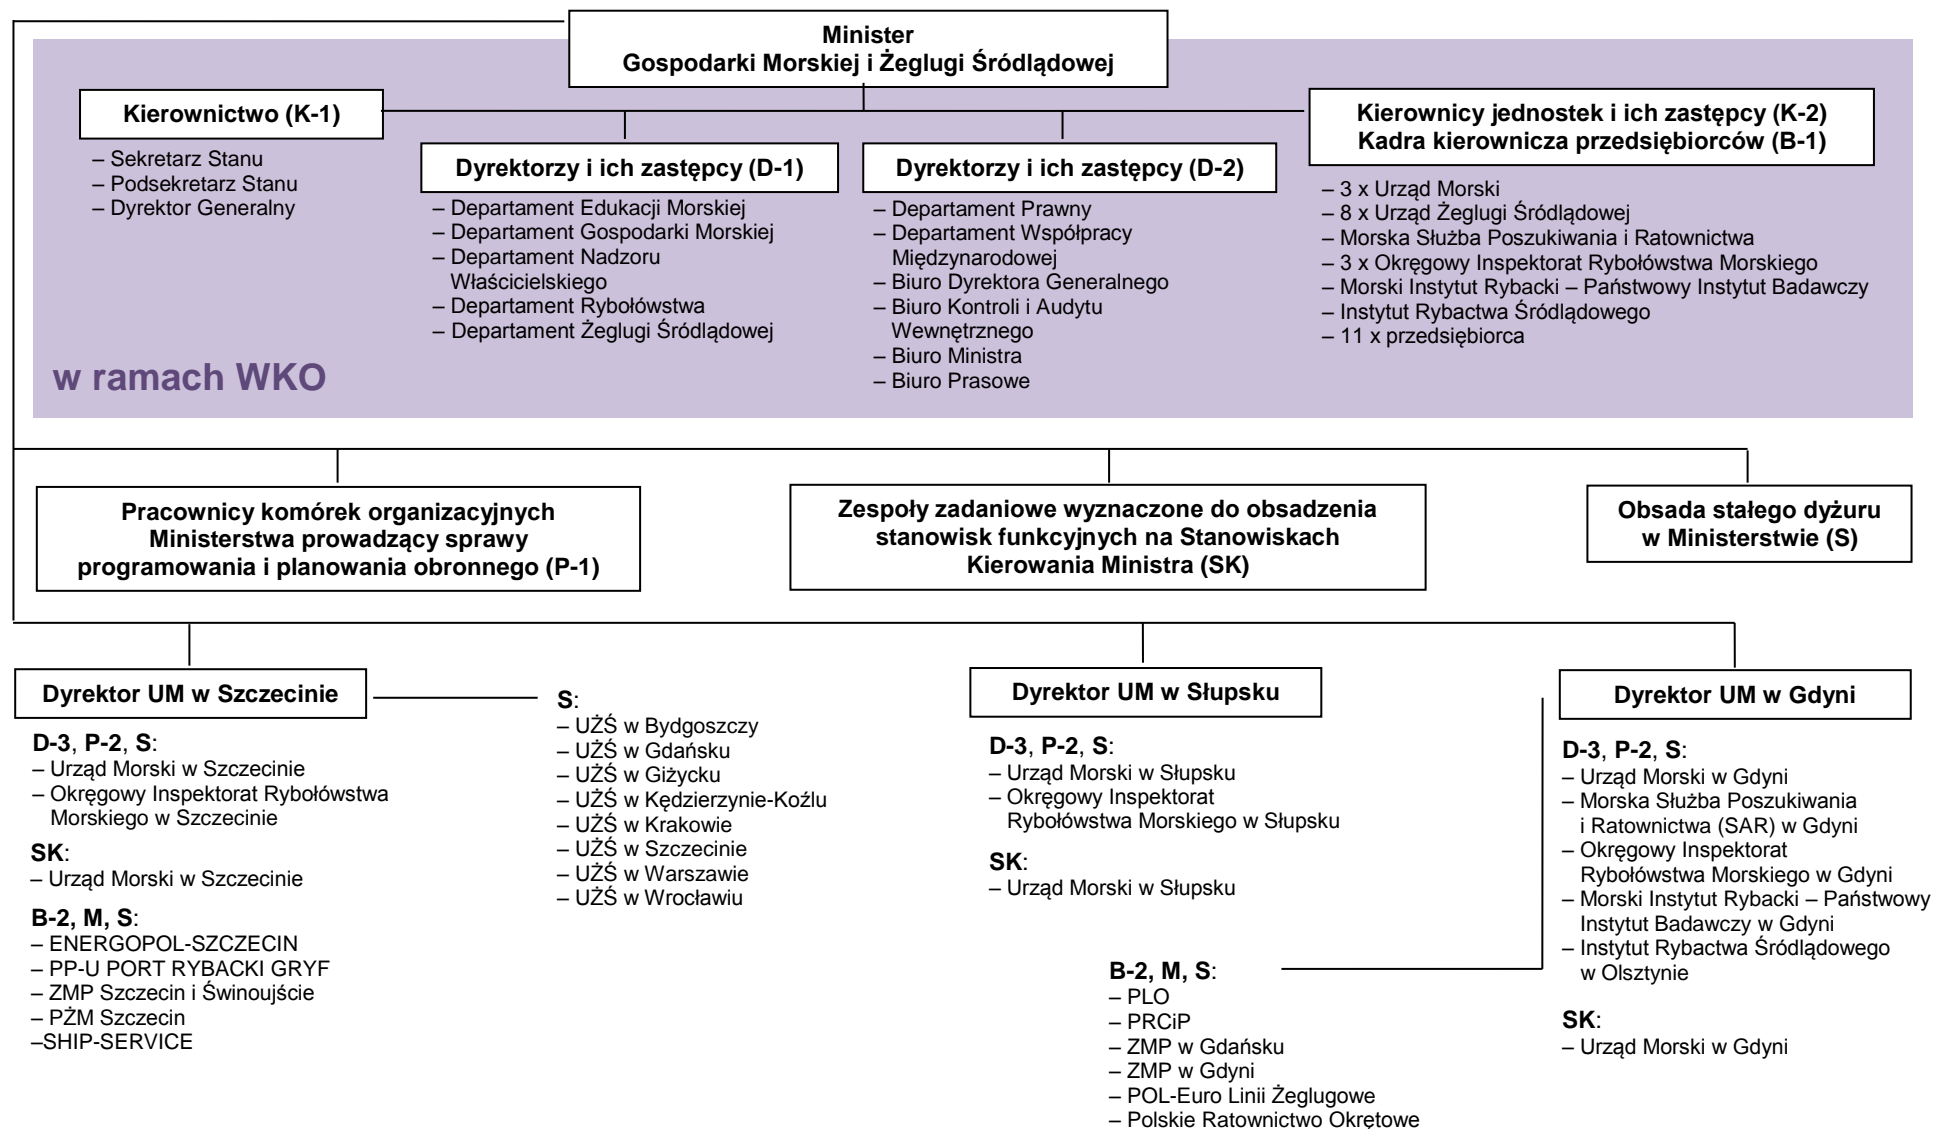 Minister
Gospodarki Morskiej i Żeglugi Śródlądowej
Kierownictwo (K-1)
– Sekretarz Stanu
– Podsekretarz Stanu
– Dyrektor Generalny
Dyrektorzy i ich zastępcy (D-1)
– Departament Edukacji Morskiej
– Departament Gospodarki Morskiej
– Departament Nadzoru
Właścicielskiego
– Departament Rybołówstwa
– Departament Żeglugi Śródlądowej
Dyrektorzy i ich zastępcy (D-2)
– Departament Prawny
– Departament Współpracy
Międzynarodowej
– Biuro Dyrektora Generalnego
– Biuro Kontroli i Audytu
Wewnętrznego
– Biuro Ministra
– Biuro Prasowe
Kierownicy jednostek i ich zastępcy (K-2)
Kadra kierownicza przedsiębiorców (B-1)
– 3 x Urząd Morski
– 8 x Urząd Żeglugi Śródlądowej
– Morska Służba Poszukiwania i Ratownictwa
– 3 x Okręgowy Inspektorat Rybołówstwa Morskiego
– Morski Instytut Rybacki – Państwowy Instytut Badawczy
– Instytut Rybactwa Śródlądowego
– 11 x przedsiębiorca
w ramach WKO
Pracownicy komórek organizacyjnych
Ministerstwa prowadzący sprawy
programowania i planowania obronnego (P-1)
Zespoły zadaniowe wyznaczone do obsadzenia
stanowisk funkcyjnych na Stanowiskach
Kierowania Ministra (SK)
Obsada stałego dyżuru
w Ministerstwie (S)
Dyrektor UM w Szczecinie
D-3, P-2, S:
– Urząd Morski w Szczecinie
– Okręgowy Inspektorat Rybołówstwa
Morskiego w Szczecinie
SK:
– Urząd Morski w Szczecinie
B-2, M, S:
– ENERGOPOL-SZCZECIN
– PP-U PORT RYBACKI GRYF
– ZMP Szczecin i Świnoujście
– PŻM Szczecin
–SHIP-SERVICE
S:
– UŻŚ w Bydgoszczy
– UŻŚ w Gdańsku
– UŻŚ w Giżycku
– UŻŚ w Kędzierzynie-Koźlu
– UŻŚ w Krakowie
– UŻŚ w Szczecinie
– UŻŚ w Warszawie
– UŻŚ w Wrocławiu
Dyrektor UM w Słupsku
D-3, P-2, S:
– Urząd Morski w Słupsku
– Okręgowy Inspektorat
Rybołówstwa Morskiego w Słupsku
SK:
– Urząd Morski w Słupsku
B-2, M, S:
– PLO
– PRCiP
– ZMP w Gdańsku
– ZMP w Gdyni
– POL-Euro Linii Żeglugowe
– Polskie Ratownictwo Okrętowe
Dyrektor UM w Gdyni
D-3, P-2, S:
– Urząd Morski w Gdyni
– Morska Służba Poszukiwania
i Ratownictwa (SAR) w Gdyni
– Okręgowy Inspektorat
Rybołówstwa Morskiego w Gdyni
– Morski Instytut Rybacki – Państwowy
Instytut Badawczy w Gdyni
– Instytut Rybactwa Śródlądowego
w Olsztynie
SK:
– Urząd Morski w Gdyni